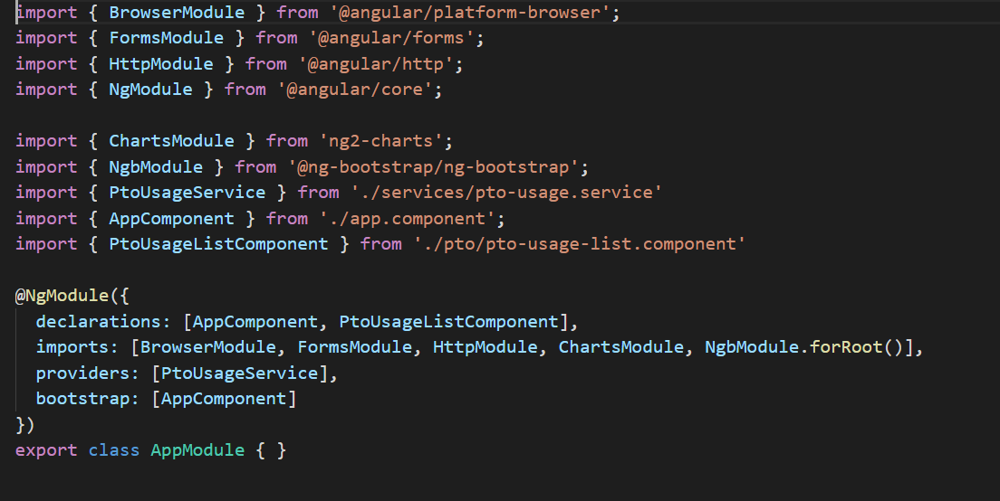 import { BrowserModule } from '@angular/platform-browser';
import { FormsModule } from '@angular/forms';
import { HttpModule } from '@angular/http';
import { NgModule } from '@angular/core';

import { ChartsModule } from 'ng2-charts';
import { NgbModule } from '@ng-bootstrap/ng-bootstrap';
import { PtoUsageService } from './services/pto-usage.service'
import { AppComponent } from './app.component';
import { PtoUsageListComponent } from './pto/pto-usage-list.component'

@NgModule({
  declarations: [AppComponent, PtoUsageListComponent],
  imports: [BrowserModule, FormsModule, HttpModule, ChartsModule, NgbModule.forRoot()],
  providers: [PtoUsageService],
  bootstrap: [AppComponent]
})
export class AppModule { }